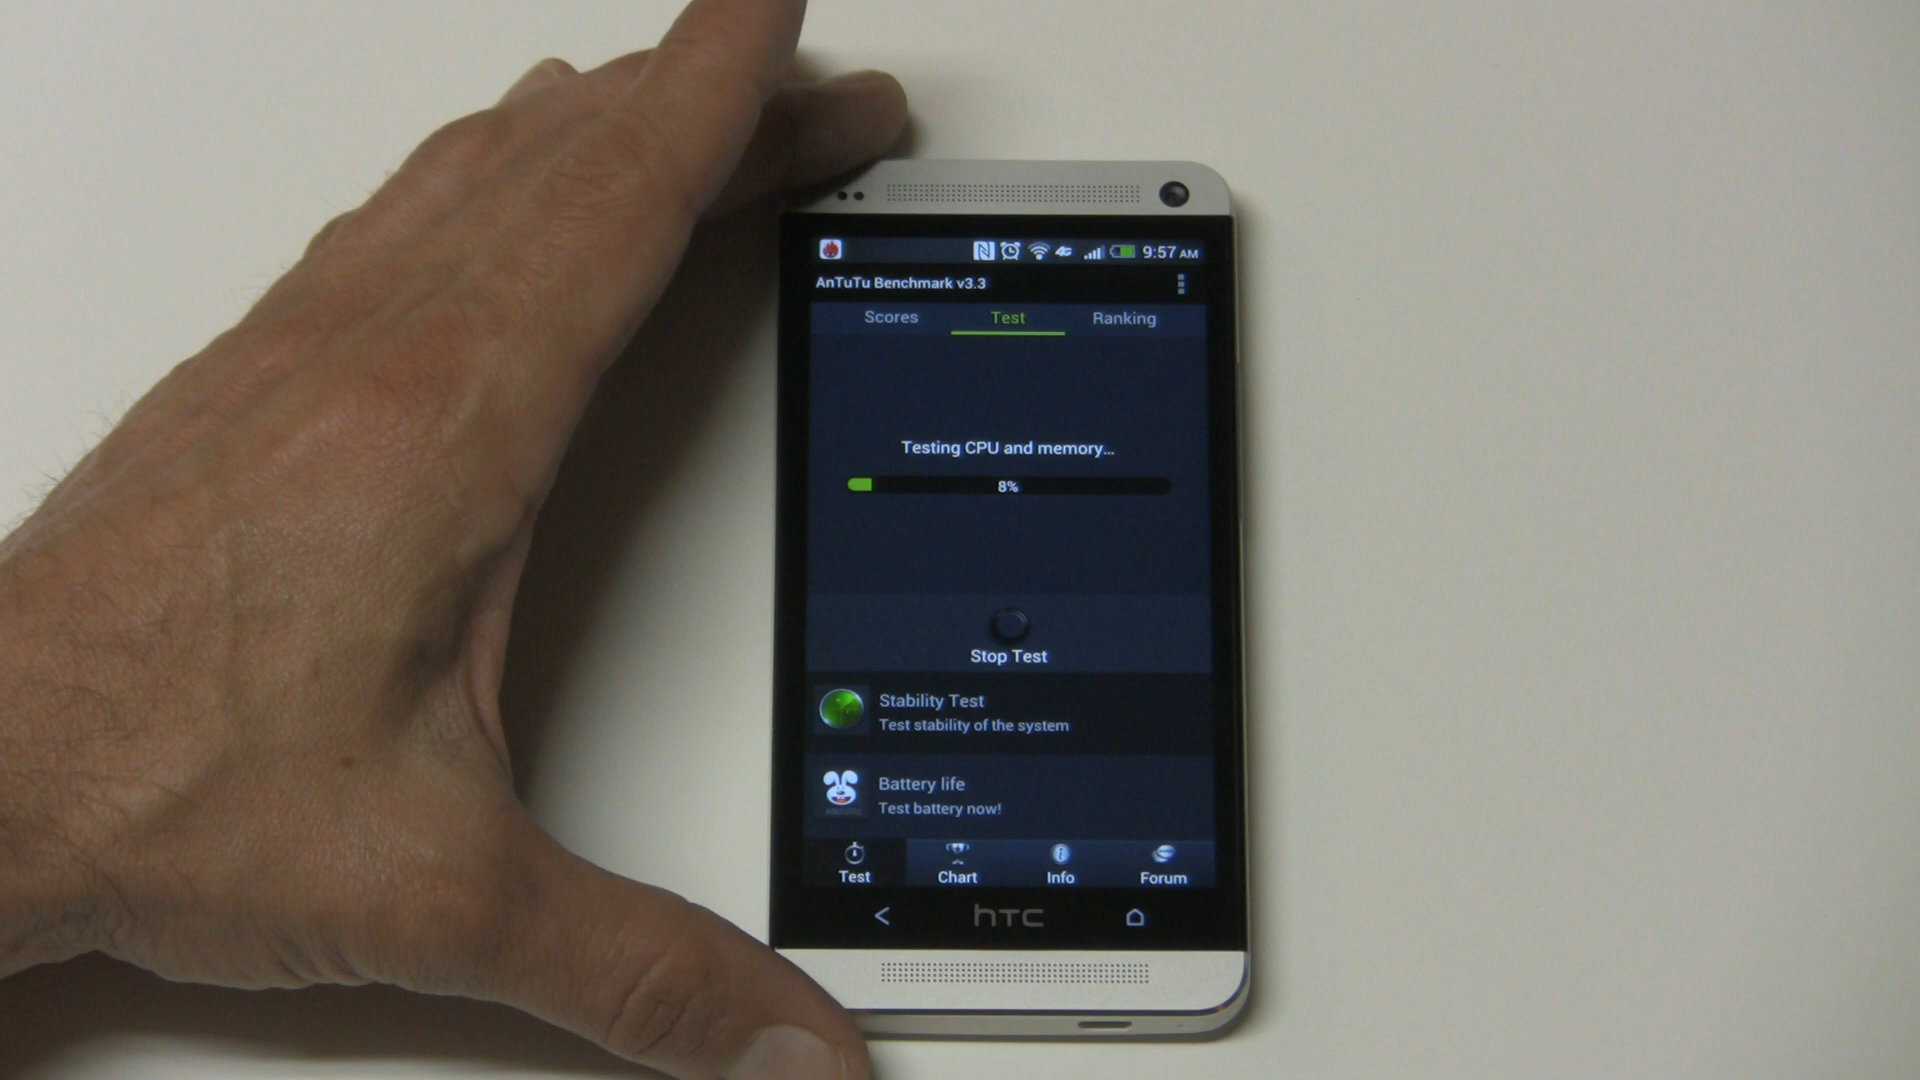 4G 9:57 AM
AnTuTu Benchmark v3.3
Scores Test Ranking
Testing CPU and memory...
8%
Stop Test
Stability Test
Test stability of the system
Battery life
Test battery now!
Test Chart Info Forum
hTC